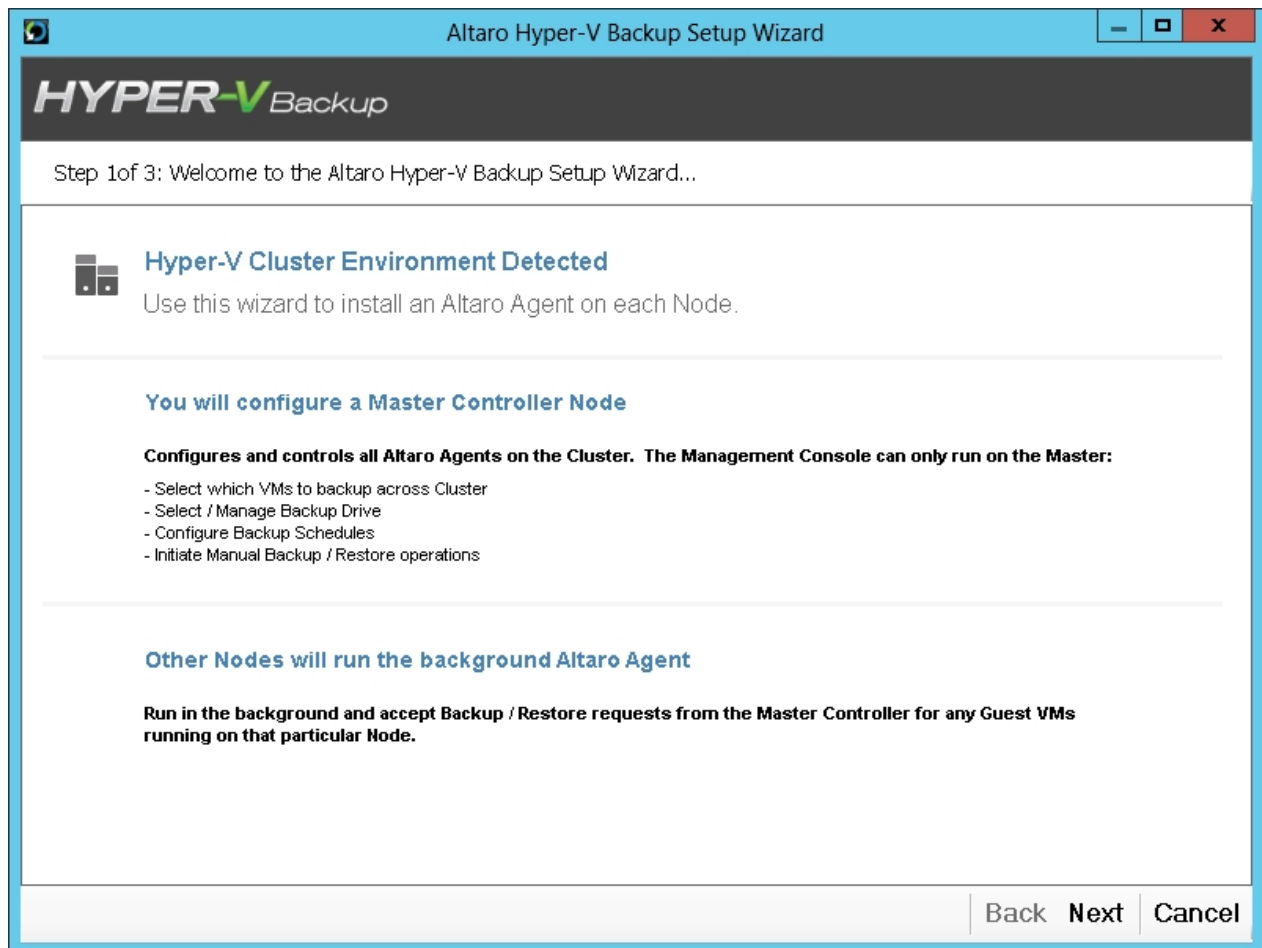 Altaro Hyper-V Backup Setup Wizard
HYPER-V Backup
Step 1of 3: Welcome to the Altaro Hyper-V Backup Setup Wizard...
Hyper-V Cluster Environment Detected
Use this wizard to install an Altaro Agent on each Node.
You will configure a Master Controller Node
Configures and controls all Altaro Agents on the Cluster. The Management Console can only run on the Master:
- Select which VMs to backup across Cluster
- Select / Manage Backup Drive
- Configure Backup Schedules
- Initiate Manual Backup / Restore operations
Other Nodes will run the background Altaro Agent
Run in the background and accept Backup / Restore requests from the Master Controller for any Guest VMs
running on that particular Node.
Back Next Cancel